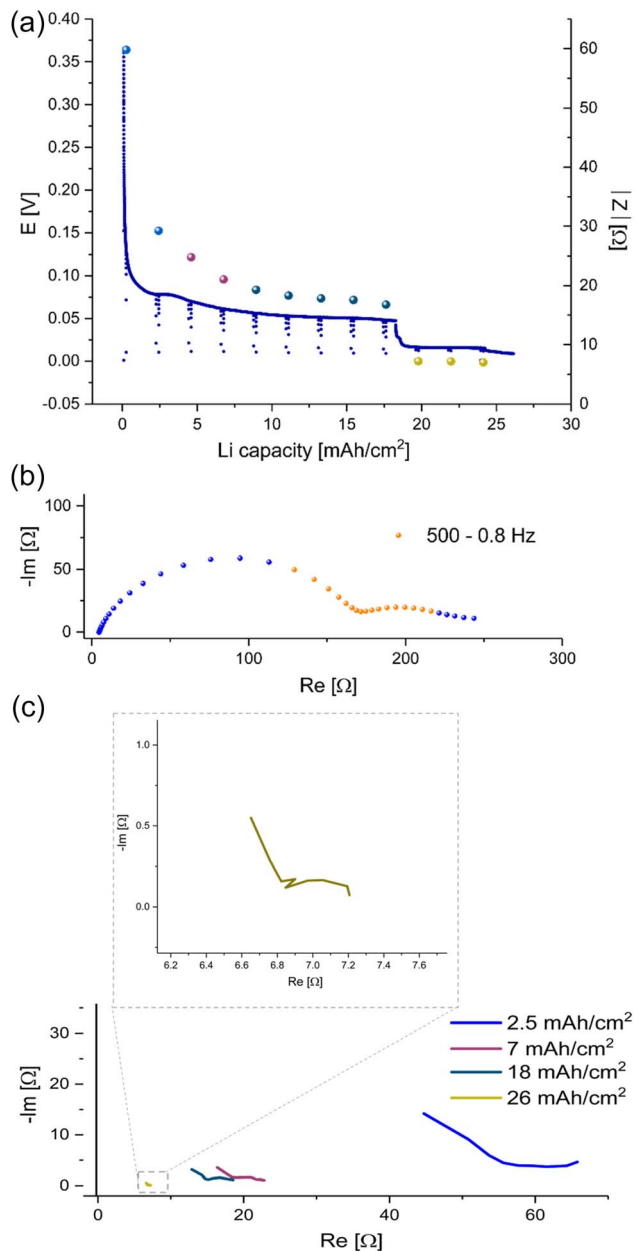 (a)
0.40
0.35
0.30
0.25
0.20
0.15
0.10
0.05
0.00
-0.05
E [V]
60
50
40
30
20
10
0
| Z | [Ω]
0 5 10 15 20 25 30
Li capacity [mAh/cm²]
(b)
100
50
0
-Im [Ω]
500 - 0.8 Hz
0 100 200 300
Re [Ω]
(c)
1.0
0.5
0.0
-Im [Ω]
6.2 6.4 6.6 6.8 7.0 7.2 7.4 7.6
Re [Ω]
30
20
10
0
-Im [Ω]
2.5 mAh/cm²
7 mAh/cm²
18 mAh/cm²
26 mAh/cm²
0 20 40 60
Re [Ω]